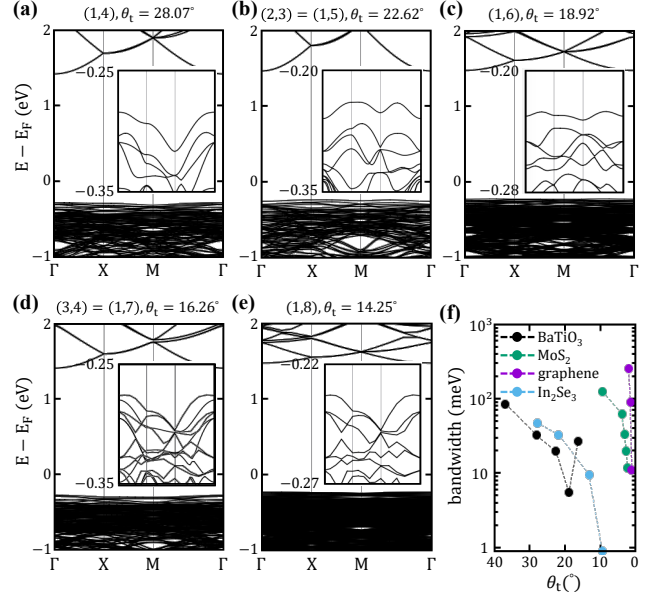 (a) (1,4), θt = 28.07°
(b) (2,3) = (1,5), θt = 22.62°
(c) (1,6), θt = 18.92°
2
1
0
−1
E − EF (eV)
−0.25
−0.35
Γ X M Γ
−0.20
−0.35
Γ X M Γ
−0.20
−0.28
Γ X M Γ
(d) (3,4) = (1,7), θt = 16.26°
(e) (1,8), θt = 14.25°
(f)
2
1
0
−1
E − EF (eV)
−0.25
−0.35
Γ X M Γ
−0.22
−0.27
Γ X M Γ
10³
10²
10
1
bandwidth (meV)
BaTiO₃
MoS₂
graphene
In₂Se₃
40 30 20 10 0
θt(°)